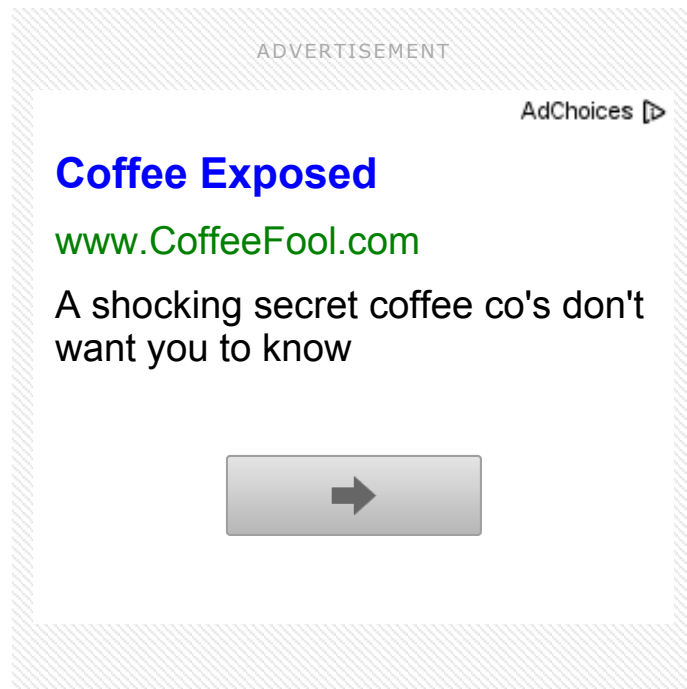 ADVERTISEMENT
AdChoices
Coffee Exposed
www.CoffeeFool.com
A shocking secret coffee co's don't
want you to know